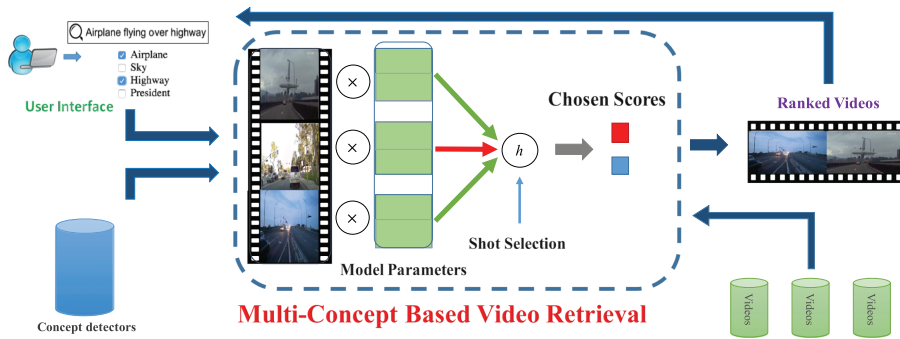 Airplane flying over highway
Airplane
Sky
Highway
President
User Interface
Concept detectors
×
×
×
h
Shot Selection
Model Parameters
Chosen Scores
Multi-Concept Based Video Retrieval
Ranked Videos
Videos
Videos
Videos